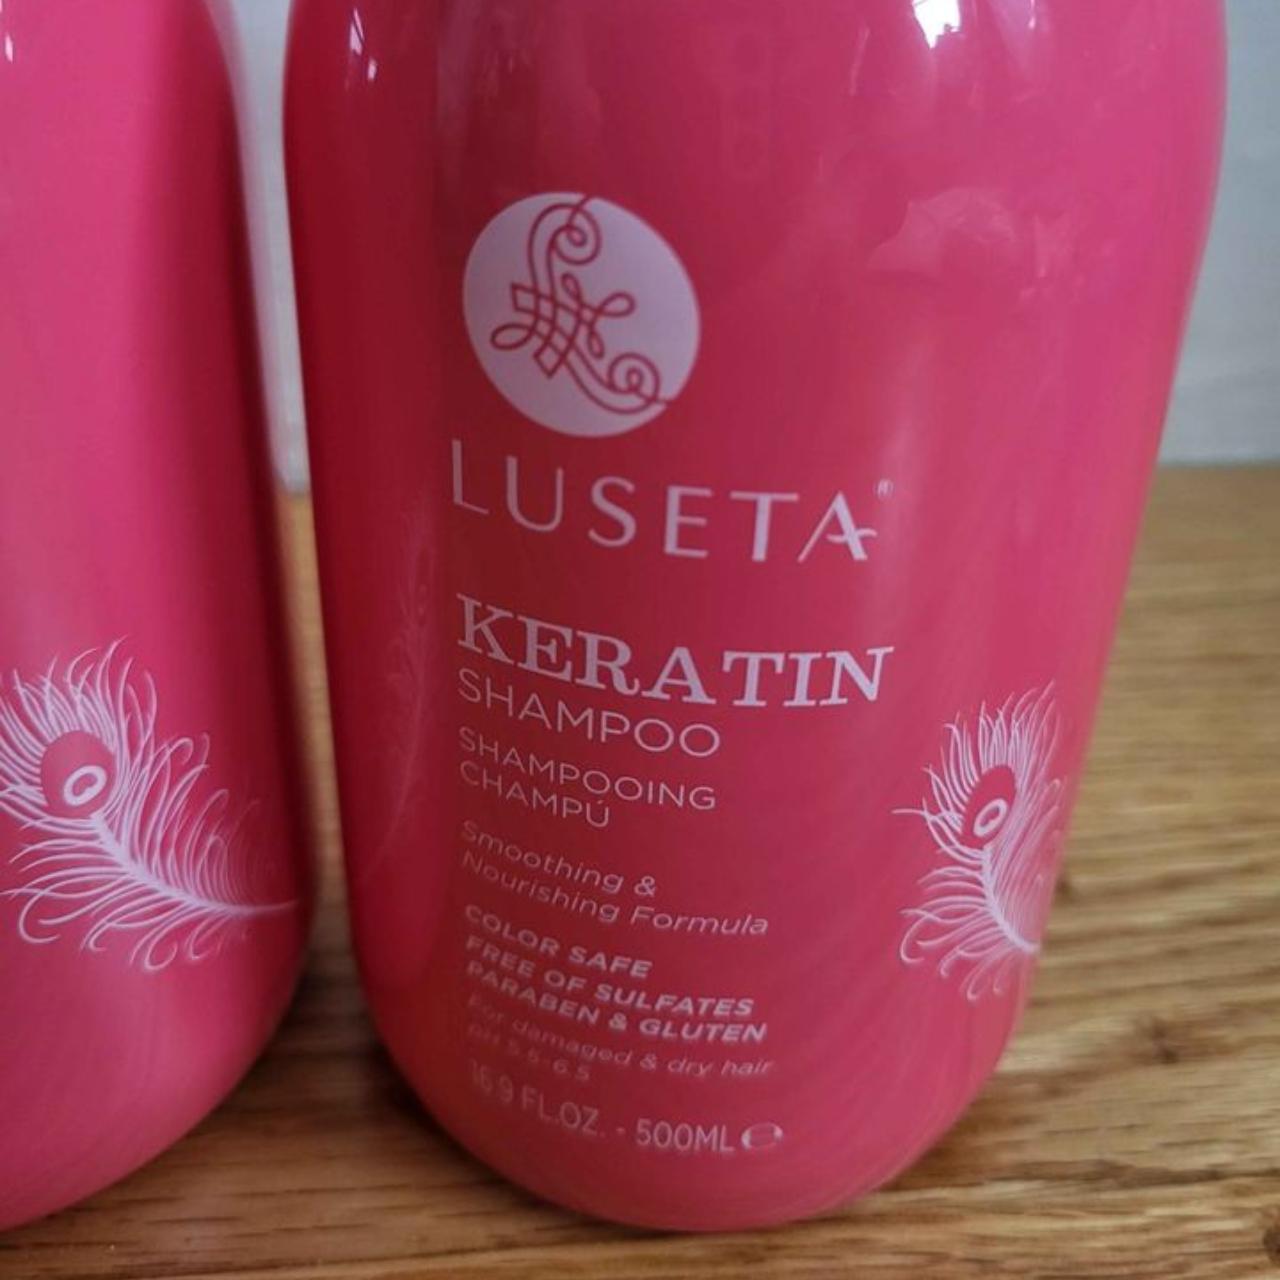 LUSETA®
KERATIN
SHAMPOO
SHAMPOOING
CHAMPÚ
Smoothing &
Nourishing Formula
COLOR SAFE
FREE OF SULFATES
PARABEN & GLUTEN
For damaged & dry hair
pH 5.5-6.5
16.9 FL.OZ. - 500ML ℮